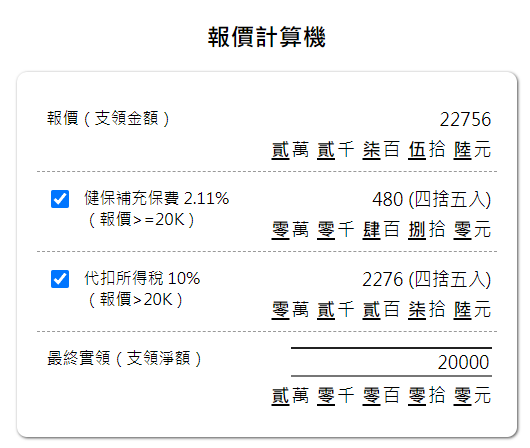 報價計算機
報價（支領金額） 22756
貳萬 貳千 柒百 伍拾 陸元
健保補充保費 2.11% 480 (四捨五入)
（報價>=20K） 零萬 零千 肆百 捌拾 零元
代扣所得稅 10% 2276 (四捨五入)
（報價>20K） 零萬 貳千 貳百 柒拾 陸元
最終實領（支領淨額） 20000
貳萬 零千 零百 零拾 零元